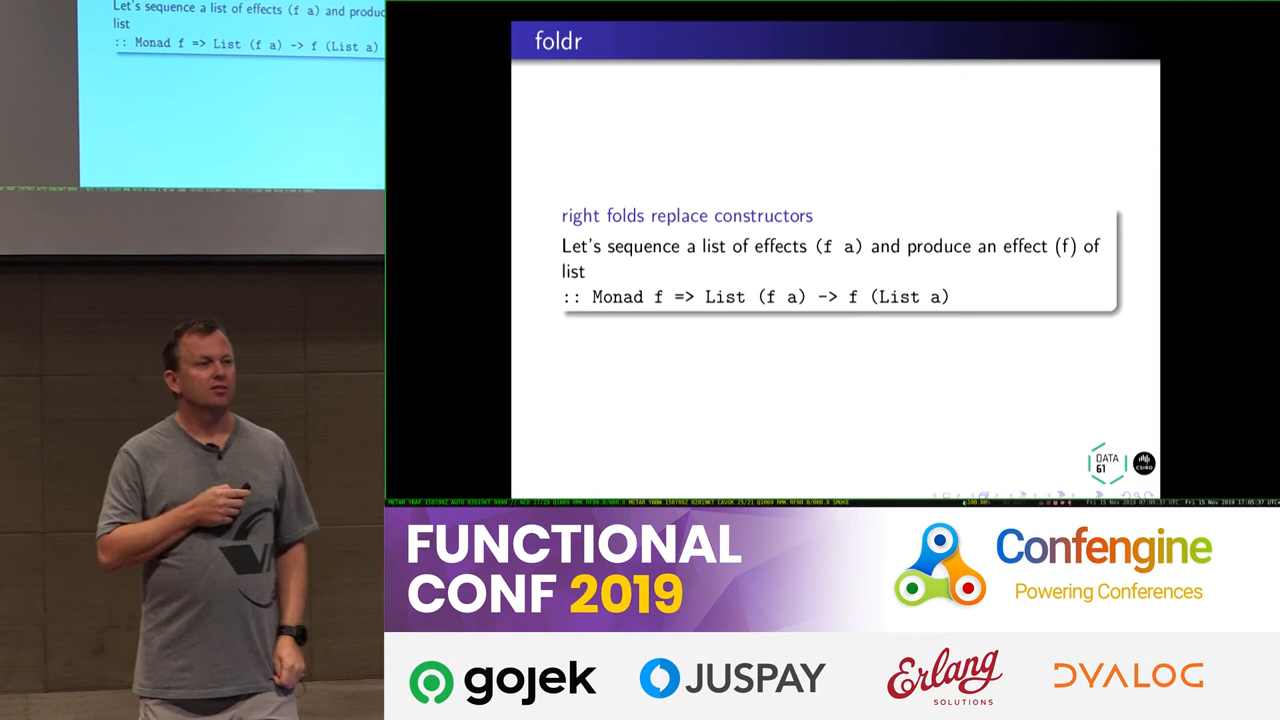 Let's sequence a list of effects (f a) and produc
list
:: Monad f => List (f a) -> f (List a)
foldr
right folds replace constructors
Let's sequence a list of effects (f a) and produce an effect (f) of
list
:: Monad f => List (f a) -> f (List a)
DATA
61
CSIRO
FUNCTIONAL
CONF 2019
Confengine
Powering Conferences
gojek
JUSPAY
Erlang
SOLUTIONS
DYALOG